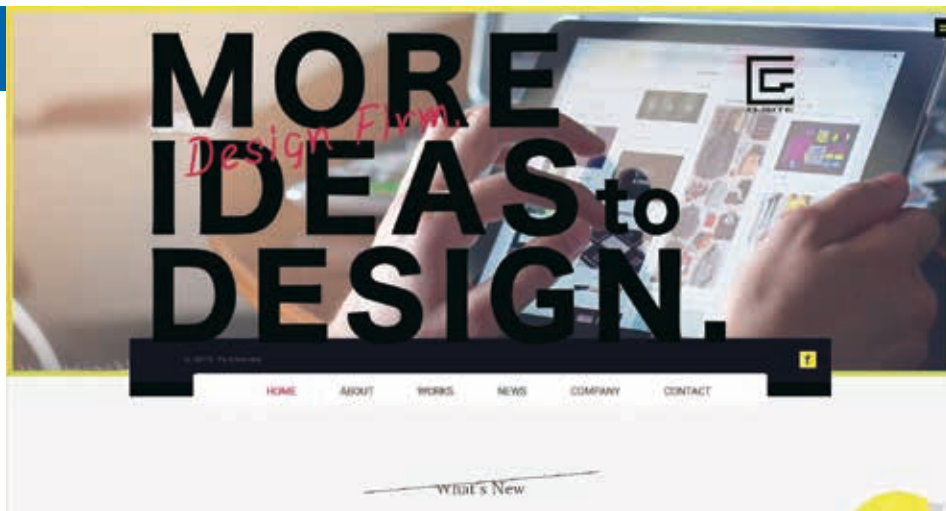 MORE
Design Firm.
IDEAS to
DESIGN.
HOME ABOUT WORKS NEWS COMPANY CONTACT
What's New